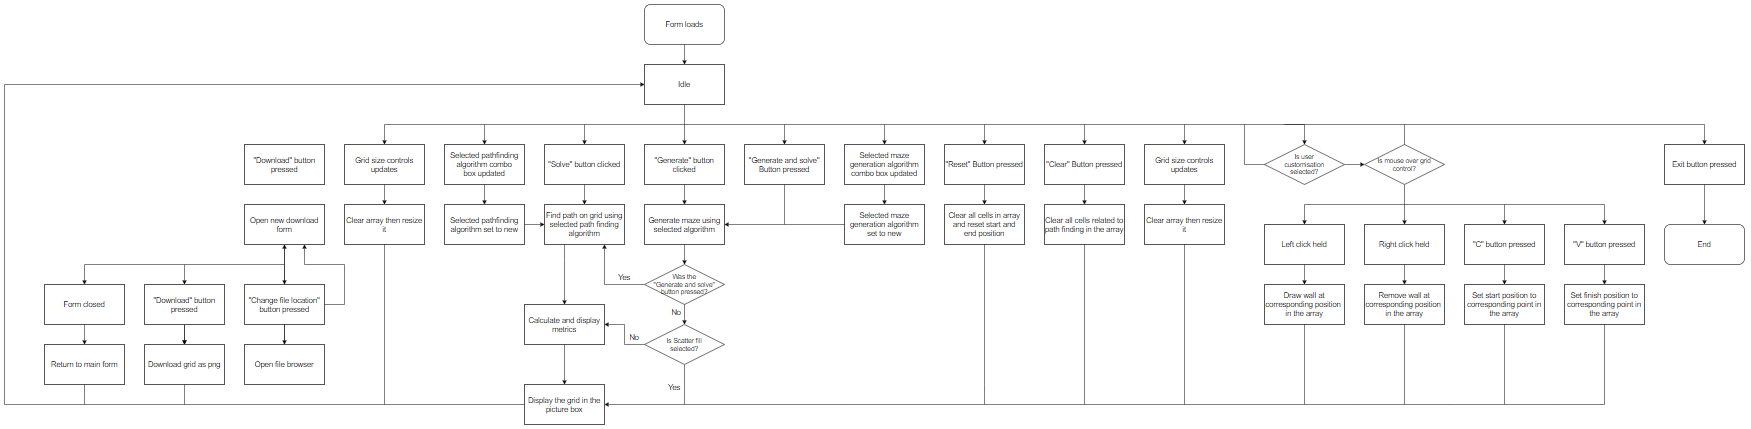 Form loads
Idle
"Download" button
pressed
Grid size controls
updates
Selected pathfinding
algorithm combo
box updated
"Solve" button clicked
"Generate" button
clicked
"Generate and solve"
Button pressed
Selected maze
generation algorithm
combo box updated
"Reset" Button pressed
"Clear" Button pressed
Grid size controls
updates
Is user
customisation
selected?
Is mouse over grid
control?
Exit button pressed
Open new download
form
Clear array then resize
it
Selected pathfinding
algorithm set to new
Find path on grid using
selected path finding
algorithm
Generate maze using
selected algorithm
Selected maze
generation algorithm
set to new
Clear all cells in array
and reset start and
end position
Clear all cells related to
path finding in the array
Clear array then resize
it
Left click held
Right click held
"C" button pressed
"V" button pressed
End
Form closed
"Download" button
pressed
"Change file location"
button pressed
Yes
Was the
"Generate and solve"
button pressed?
Draw wall at
corresponding position
in the array
Remove wall at
corresponding position
in the array
Set start position to
corresponding point in
the array
Set finish position to
corresponding point in
the array
No
Calculate and display
metrics
No
Is Scatter fill
selected?
Return to main form
Download grid as png
Open file browser
Yes
Display the grid in the
picture box